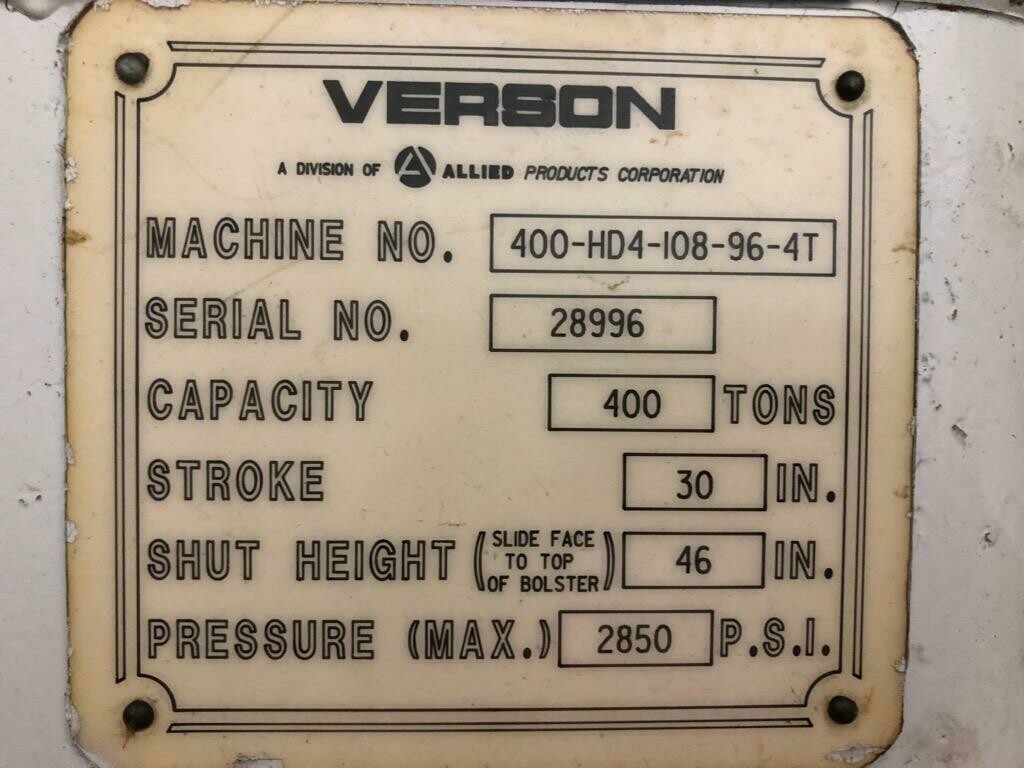 VERSON
A DIVISION OF ALLIED PRODUCTS CORPORATION
MACHINE NO. 400-HD4-108-96-4T
SERIAL NO. 28996
CAPACITY 400 TONS
STROKE 30 IN.
SHUT HEIGHT (SLIDE FACE TO TOP OF BOLSTER) 46 IN.
PRESSURE (MAX.) 2850 P.S.I.